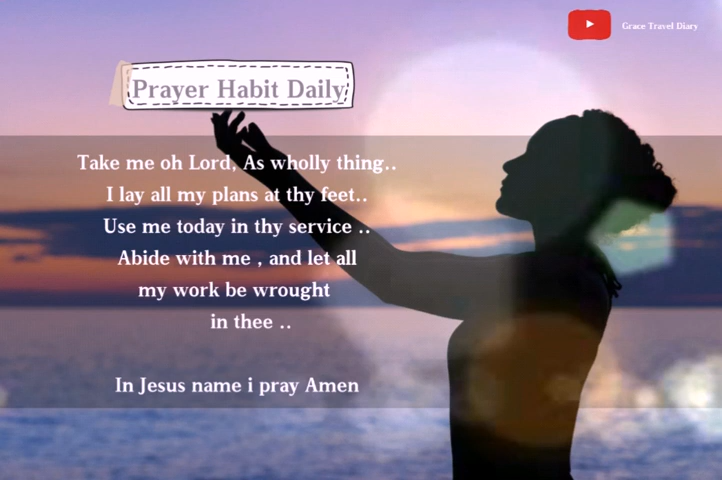 Grace Travel Diary
Prayer Habit Daily
Take me oh Lord, As wholly thing..
I lay all my plans at thy feet..
Use me today in thy service ..
Abide with me , and let all
my work be wrought
in thee ..
In Jesus name i pray Amen